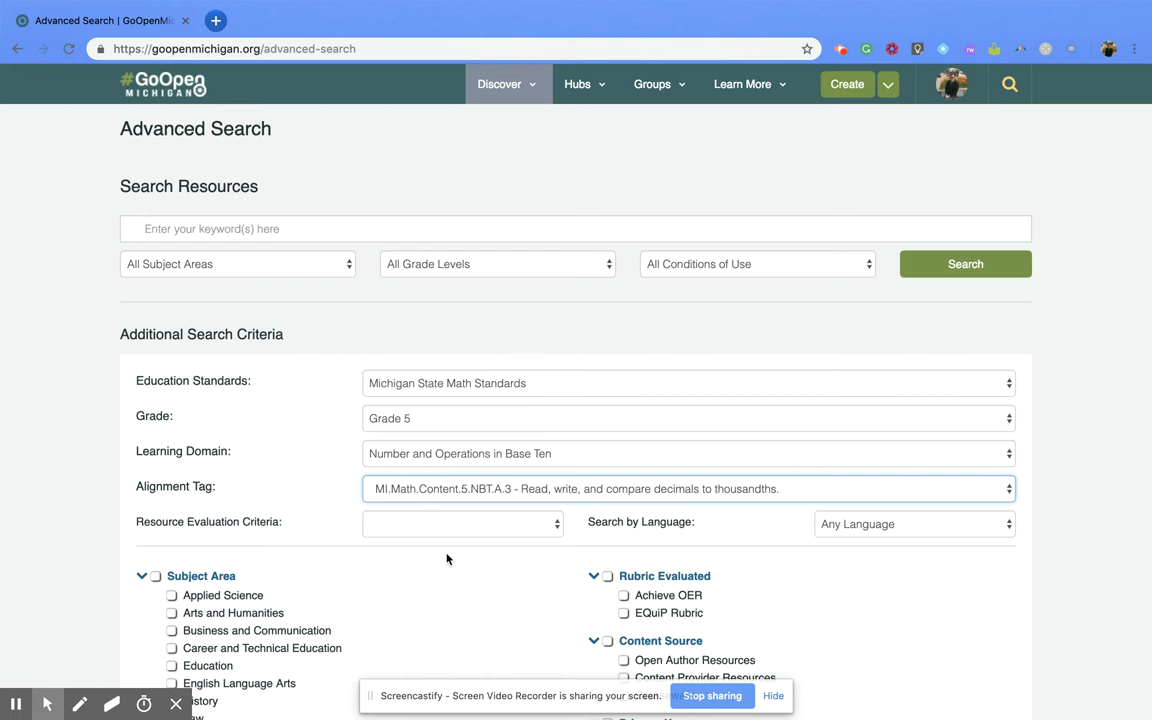 Advanced Search | GoOpenMic
https://goopenmichigan.org/advanced-search
#GoOpen
MICHIGAN
Discover
Hubs
Groups
Learn More
Create
Advanced Search
Search Resources
Enter your keyword(s) here
All Subject Areas
All Grade Levels
All Conditions of Use
Search
Additional Search Criteria
Education Standards:
Michigan State Math Standards
Grade:
Grade 5
Learning Domain:
Number and Operations in Base Ten
Alignment Tag:
MI.Math.Content.5.NBT.A.3 - Read, write, and compare decimals to thousandths.
Resource Evaluation Criteria:
Search by Language:
Any Language
Subject Area
Applied Science
Arts and Humanities
Business and Communication
Career and Technical Education
Education
English Language Arts
istory
Rubric Evaluated
Achieve OER
EQuiP Rubric
Content Source
Open Author Resources
Content Provider Resources
Screencastify - Screen Video Recorder is sharing your screen.
Stop sharing
Hide